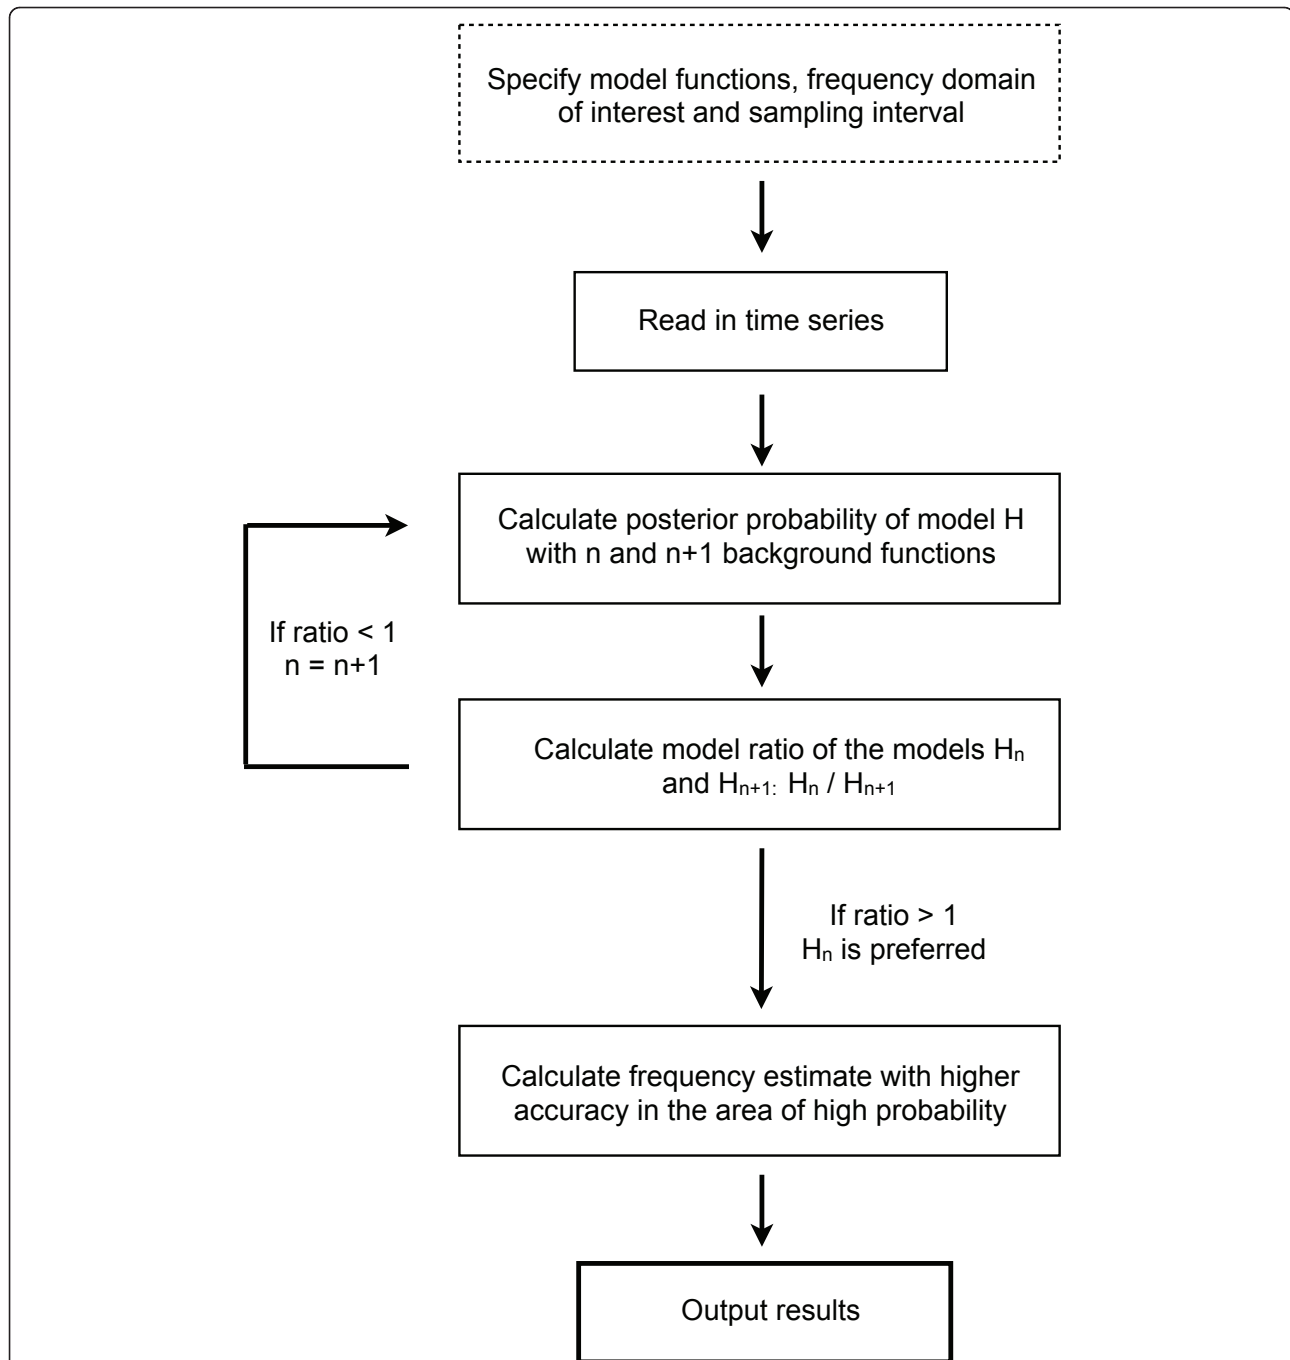 Specify model functions, frequency domain
of interest and sampling interval
Read in time series
Calculate posterior probability of model H
with n and n+1 background functions
If ratio < 1
n = n+1
Calculate model ratio of the models Hn
and Hn+1: Hn / Hn+1
If ratio > 1
Hn is preferred
Calculate frequency estimate with higher
accuracy in the area of high probability
Output results